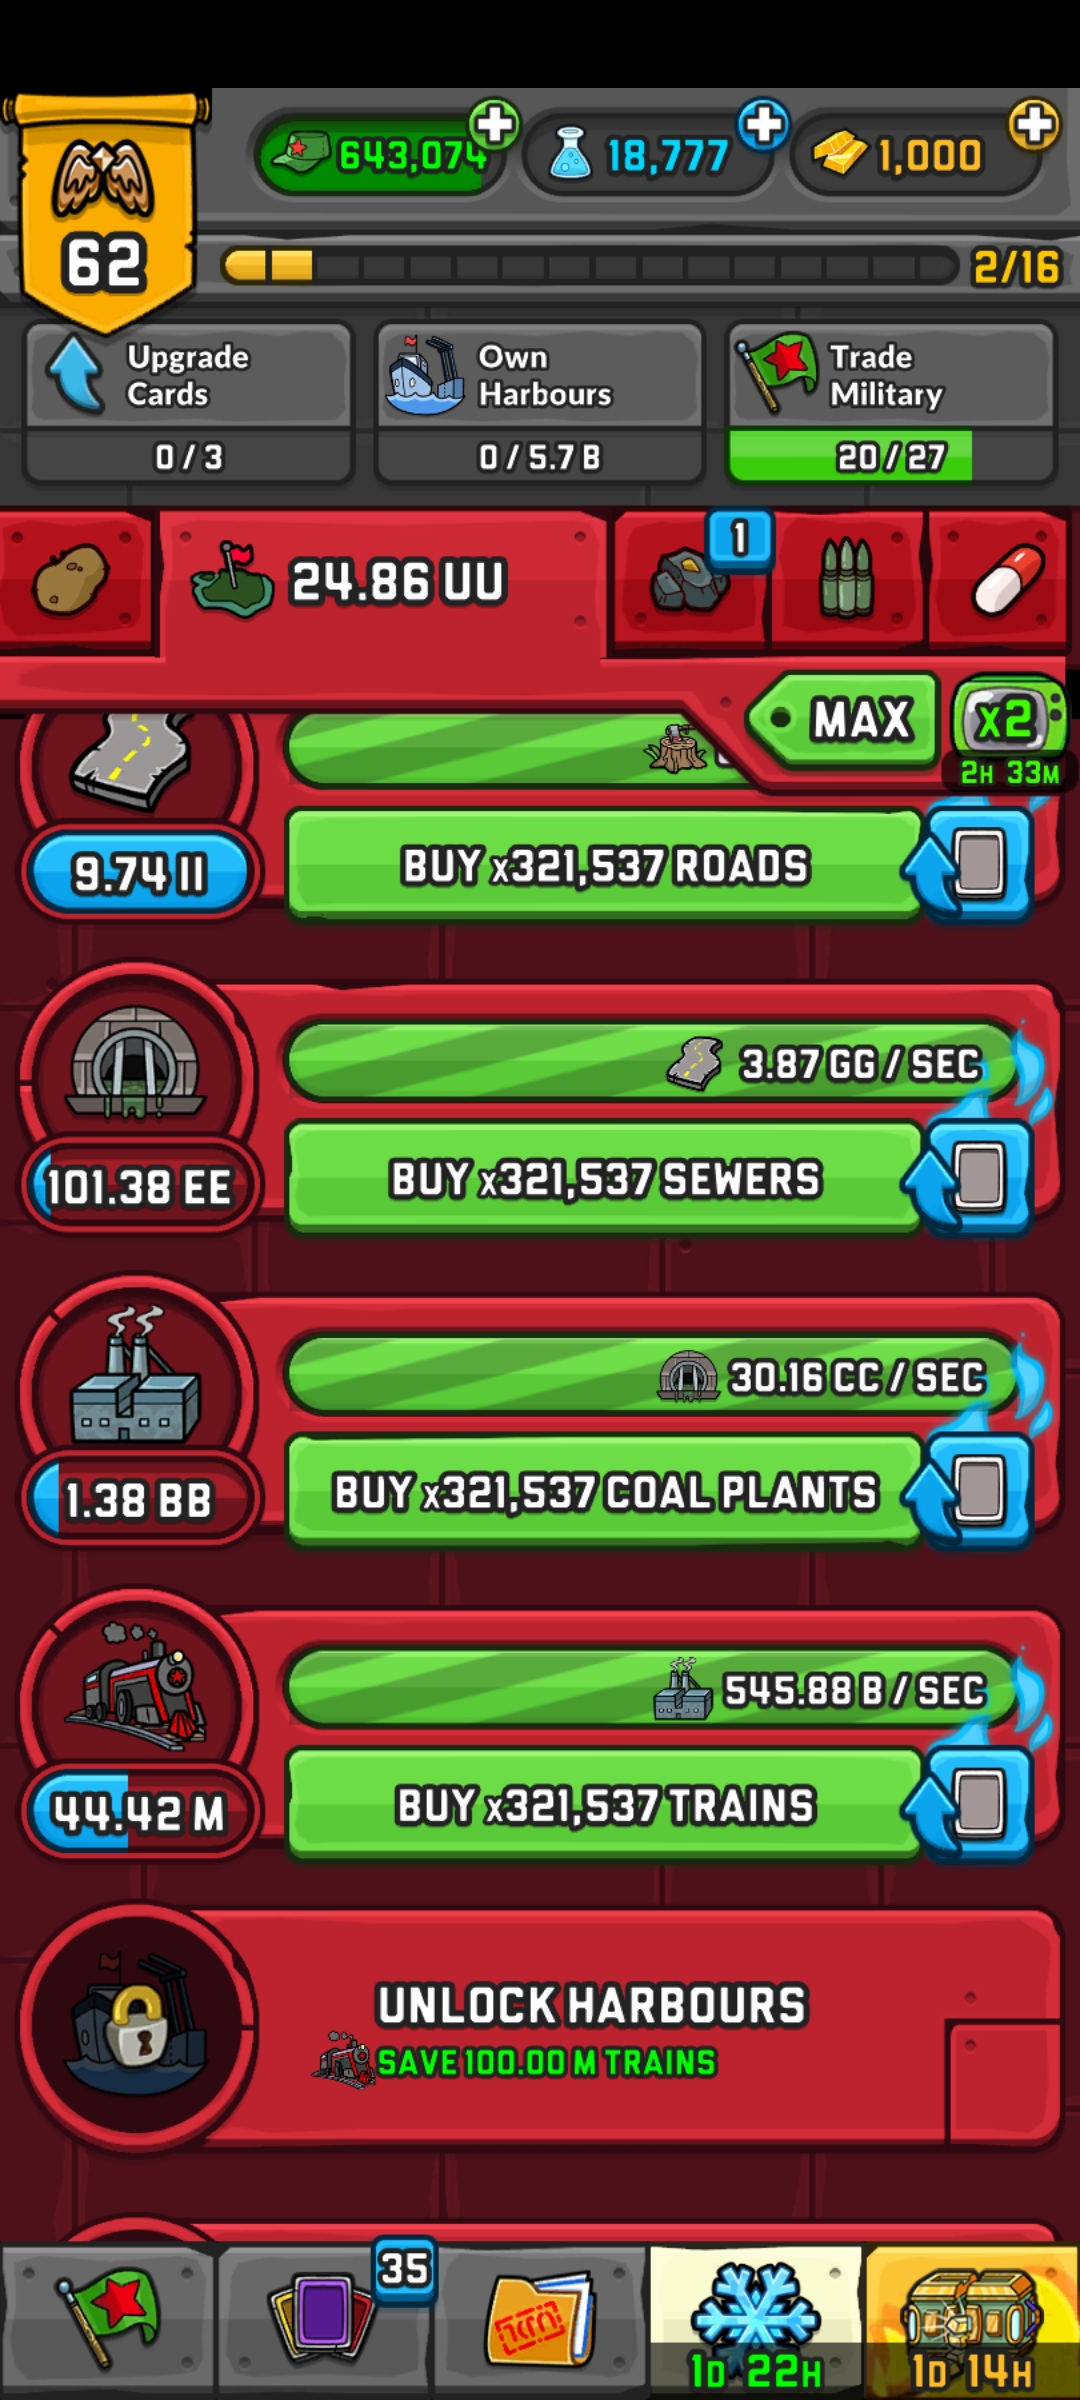 643,074
18,777
1,000
62
2/16
Upgrade
Cards
0 / 3
Own
Harbours
0 / 5.7 B
Trade
Military
20 / 27
24.86 UU
1
MAX
x2
2H 33M
9.74 II
BUY x321,537 ROADS
3.87 GG / SEC
101.38 EE
BUY x321,537 SEWERS
30.16 CC / SEC
1.38 BB
BUY x321,537 COAL PLANTS
545.88 B / SEC
44.42 M
BUY x321,537 TRAINS
UNLOCK HARBOURS
SAVE 100.00 M TRAINS
35
1D 22H
1D 14H